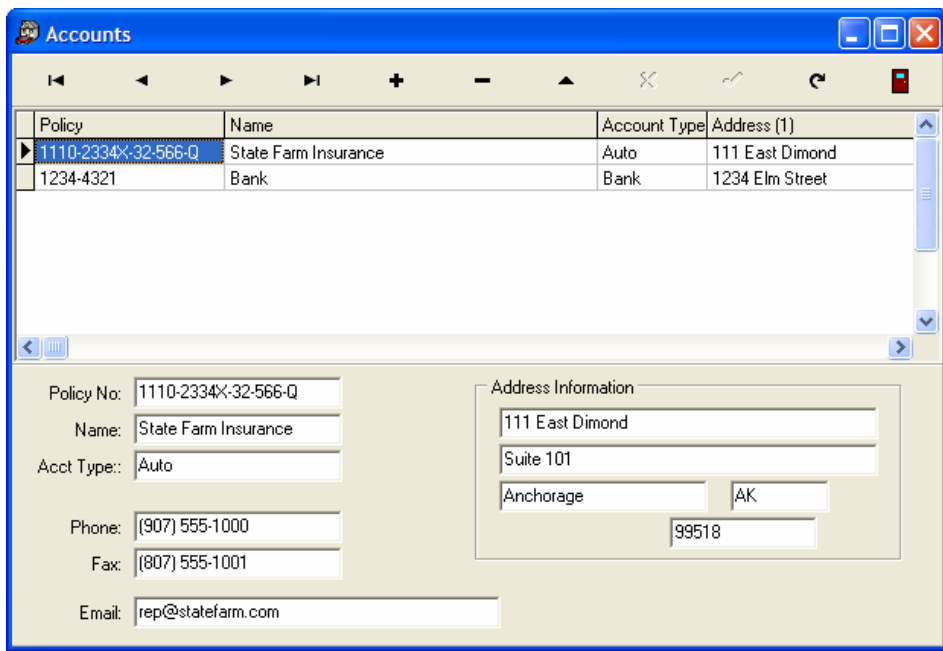 Accounts
Policy Name Account Type Address (1)
1110-2334X-32-566-Q State Farm Insurance Auto 111 East Dimond
1234-4321 Bank Bank 1234 Elm Street
Policy No: 1110-2334X-32-566-Q
Name: State Farm Insurance
Acct Type:: Auto
Phone: (907) 555-1000
Fax: (807) 555-1001
Email: rep@statefarm.com
Address Information
111 East Dimond
Suite 101
Anchorage AK
99518